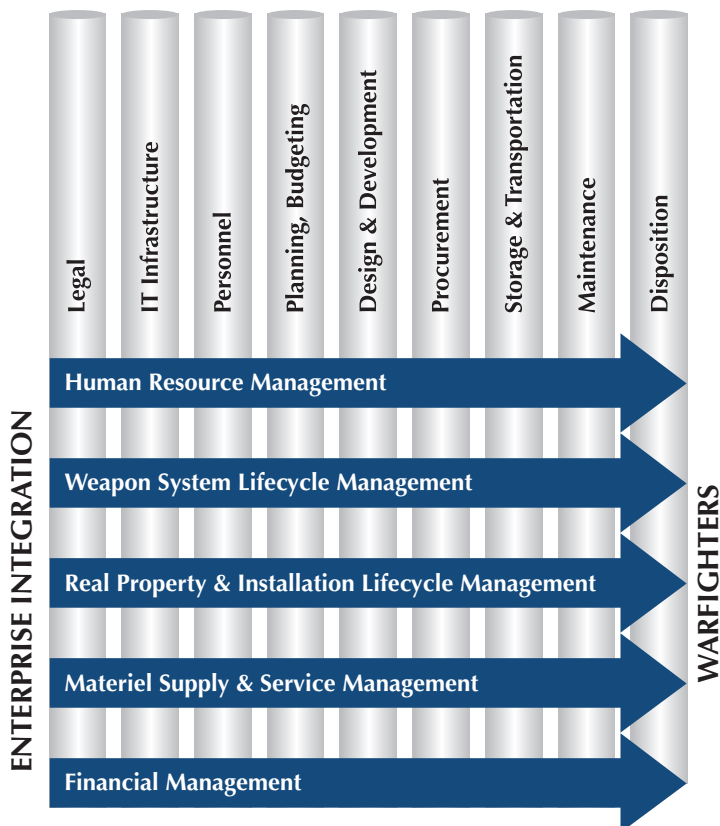 Legal
IT Infrastructure
Personnel
Planning, Budgeting
Design & Development
Procurement
Storage & Transportation
Maintenance
Disposition
ENTERPRISE INTEGRATION
Human Resource Management
Weapon System Lifecycle Management
Real Property & Installation Lifecycle Management
Materiel Supply & Service Management
Financial Management
WARFIGHTERS